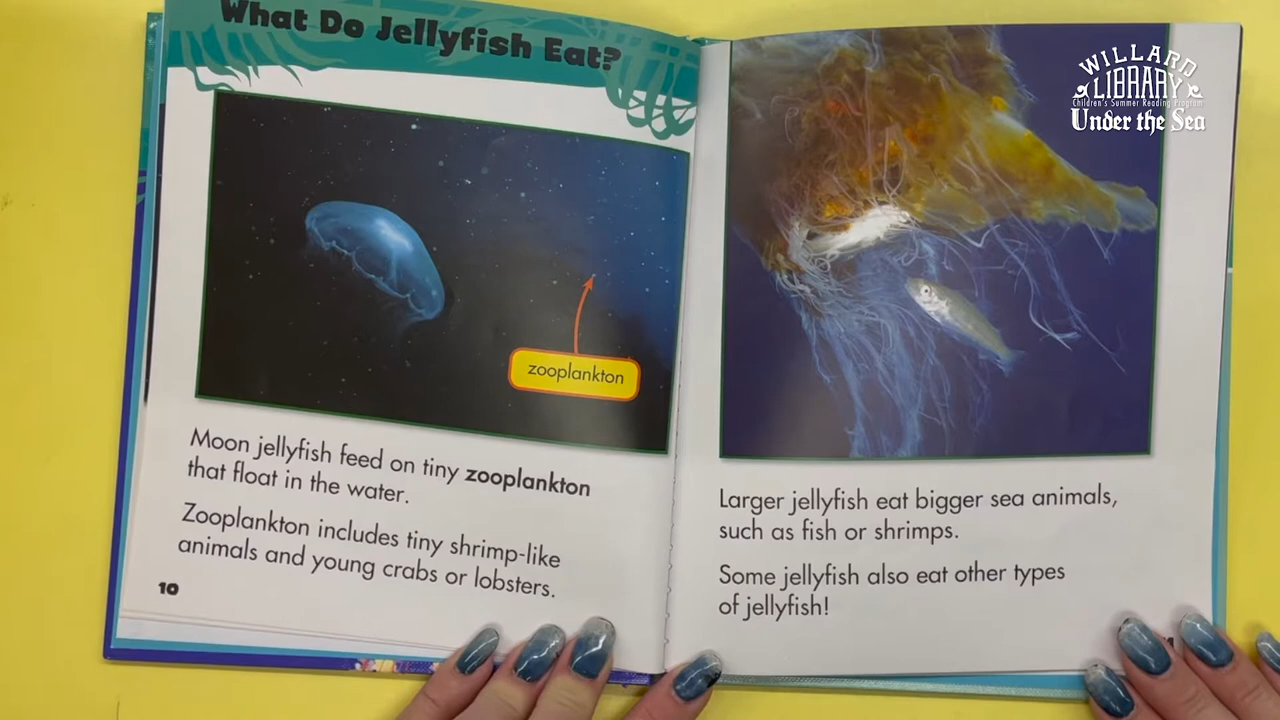 What Do Jellyfish Eat?
zooplankton
Moon jellyfish feed on tiny zooplankton
that float in the water.
Zooplankton includes tiny shrimp-like
animals and young crabs or lobsters.
10
WILLARD
LIBRARY
Children's Summer Reading Program
Under the Sea
Larger jellyfish eat bigger sea animals,
such as fish or shrimps.
Some jellyfish also eat other types
of jellyfish!